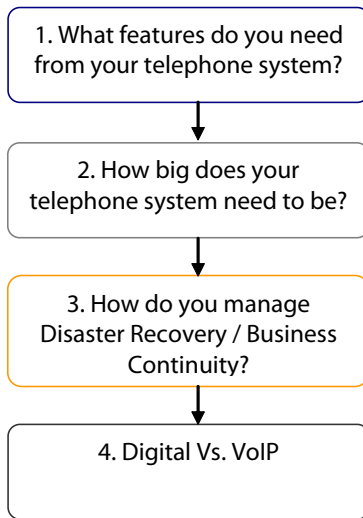 1. What features do you need
from your telephone system?
2. How big does your
telephone system need to be?
3. How do you manage
Disaster Recovery / Business
Continuity?
4. Digital Vs. VoIP